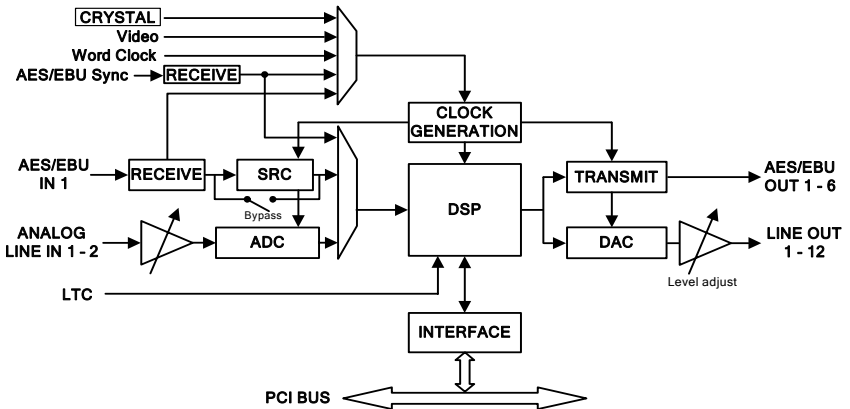 CRYSTAL
Video
Word Clock
AES/EBU Sync
RECEIVE
CLOCK
GENERATION
AES/EBU
IN 1
RECEIVE
SRC
Bypass
DSP
TRANSMIT
AES/EBU
OUT 1 - 6
ANALOG
LINE IN 1 - 2
ADC
DAC
LINE OUT
1 - 12
Level adjust
LTC
INTERFACE
PCI BUS